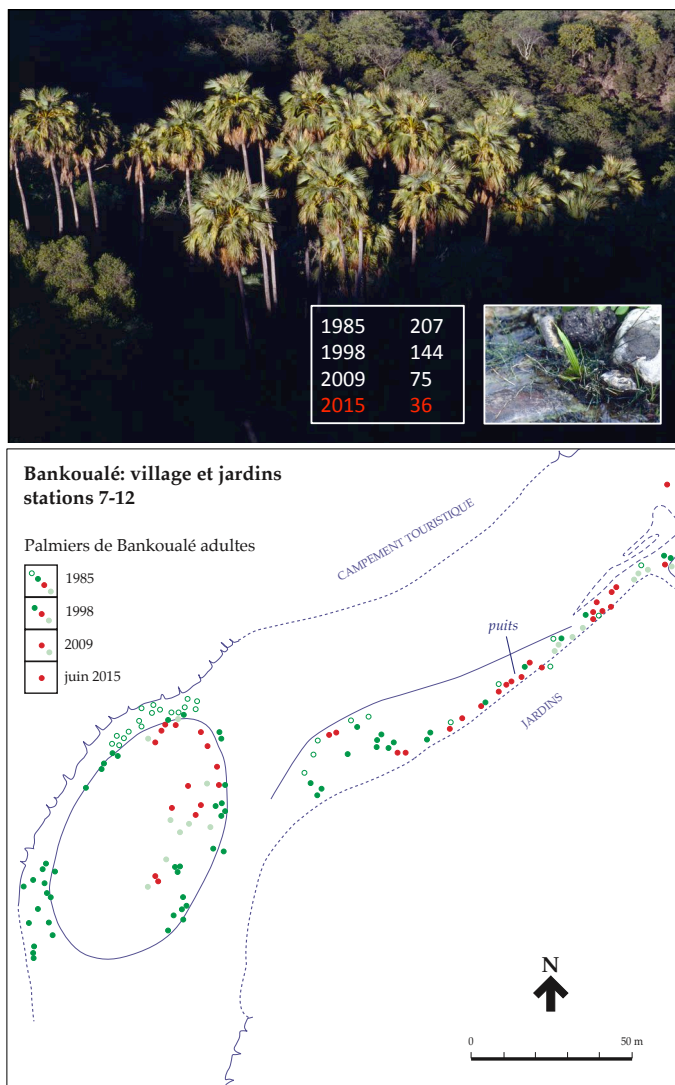 1985 207
1998 144
2009 75
2015 36
Bankoualé: village et jardins
stations 7-12
Palmiers de Bankoualé adultes
1985
1998
2009
juin 2015
CAMPEMENT TOURISTIQUE
puits
JARDINS
N
0 50 m